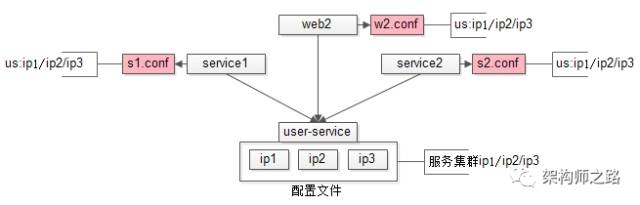 web2
w2.conf
us:ip1/ip2/ip3
us:ip1/ip2/ip3
s1.conf
service1
service2
s2.conf
us:ip1/ip2/ip3
user-service
ip1
ip2
ip3
服务集群ip1/ip2/ip3
配置文件
架构师之路